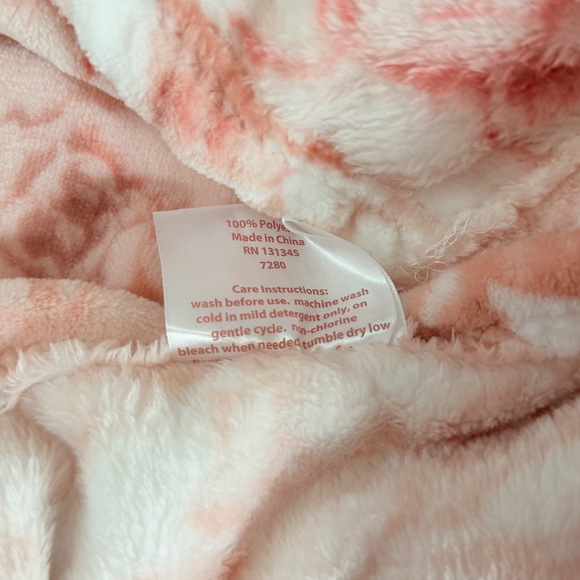 100% Polye
Made in China
RN 131345
7280
Care Instructions:
wash before use. machine wash
cold in mild detergent only, on
gentle cycle. non-chlorine
bleach when needed tumble dry low